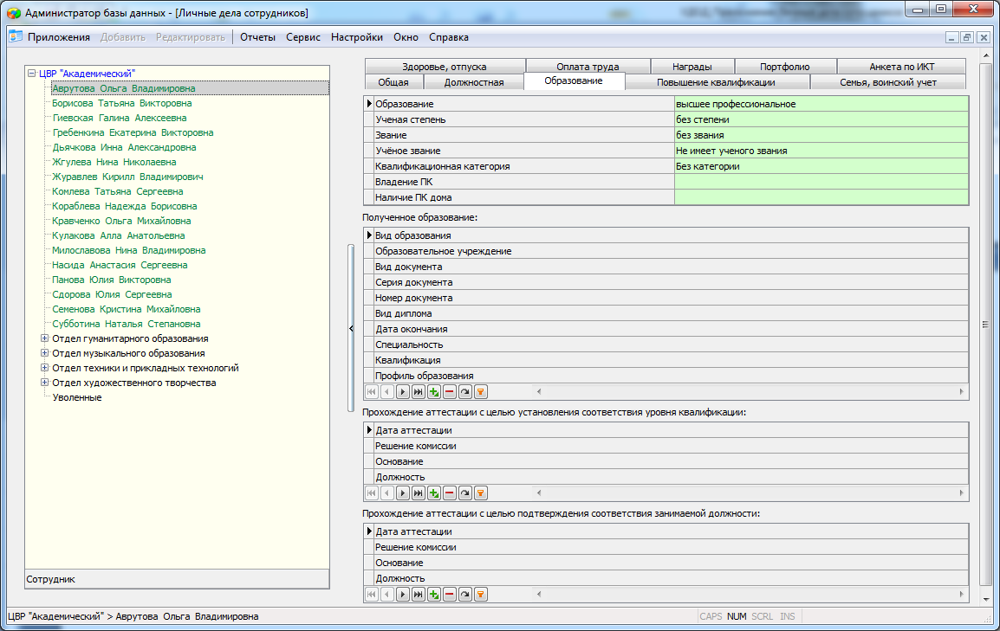 Администратор базы данных - [Личные дела сотрудников]
Приложения Добавить Редактировать Отчеты Сервис Настройки Окно Справка
ЦВР "Академический"
Аврутова Ольга Владимировна
Борисова Татьяна Викторовна
Гиевская Галина Алексеевна
Гребенкина Екатерина Викторовна
Дьячкова Инна Александровна
Жгулева Нина Николаевна
Журавлев Кирилл Владимирович
Комлева Татьяна Сергеевна
Кораблева Надежда Борисовна
Кравченко Ольга Михайловна
Кулакова Алла Анатольевна
Милославова Нина Владимировна
Насида Анастасия Сергеевна
Панова Юлия Викторовна
Сдорова Юлия Сергеевна
Семенова Кристина Михайловна
Субботина Наталья Степановна
Отдел гуманитарного образования
Отдел музыкального образования
Отдел техники и прикладных технологий
Отдел художественного творчества
Уволенные
Сотрудник
Здоровье, отпуска Оплата труда Награды Портфолио Анкета по ИКТ
Общая Должностная Образование Повышение квалификации Семья, воинский учет
Образование высшее профессиональное
Ученая степень без степени
Звание без звания
Учёное звание Не имеет ученого звания
Квалификационная категория Без категории
Владение ПК
Наличие ПК дома
Полученное образование:
Вид образования
Образовательное учреждение
Вид документа
Серия документа
Номер документа
Вид диплома
Дата окончания
Специальность
Квалификация
Профиль образования
Прохождение аттестации с целью установления соответствия уровня квалификации:
Дата аттестации
Решение комиссии
Основание
Должность
Прохождение аттестации с целью подтверждения соответствия занимаемой должности:
Дата аттестации
Решение комиссии
Основание
Должность
ЦВР "Академический" > Аврутова Ольга Владимировна CAPS NUM SCRL INS